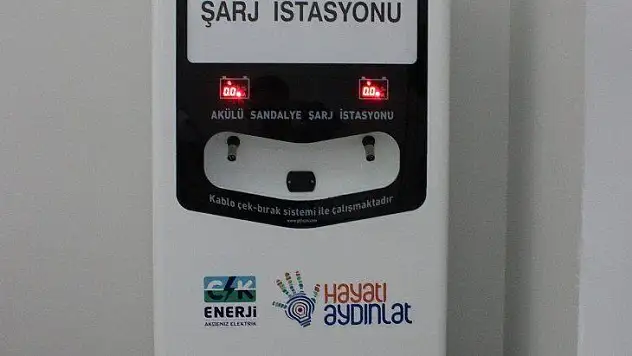 ŞARJ İSTASYONU
0.0 0.0
AKÜLÜ SANDALYE ŞARJ İSTASYONU
Kablo çek-bırak sistemi ile çalışmaktadır
CK
ENERJİ
AKDENİZ ELEKTRİK
Hayatı
aydınlat